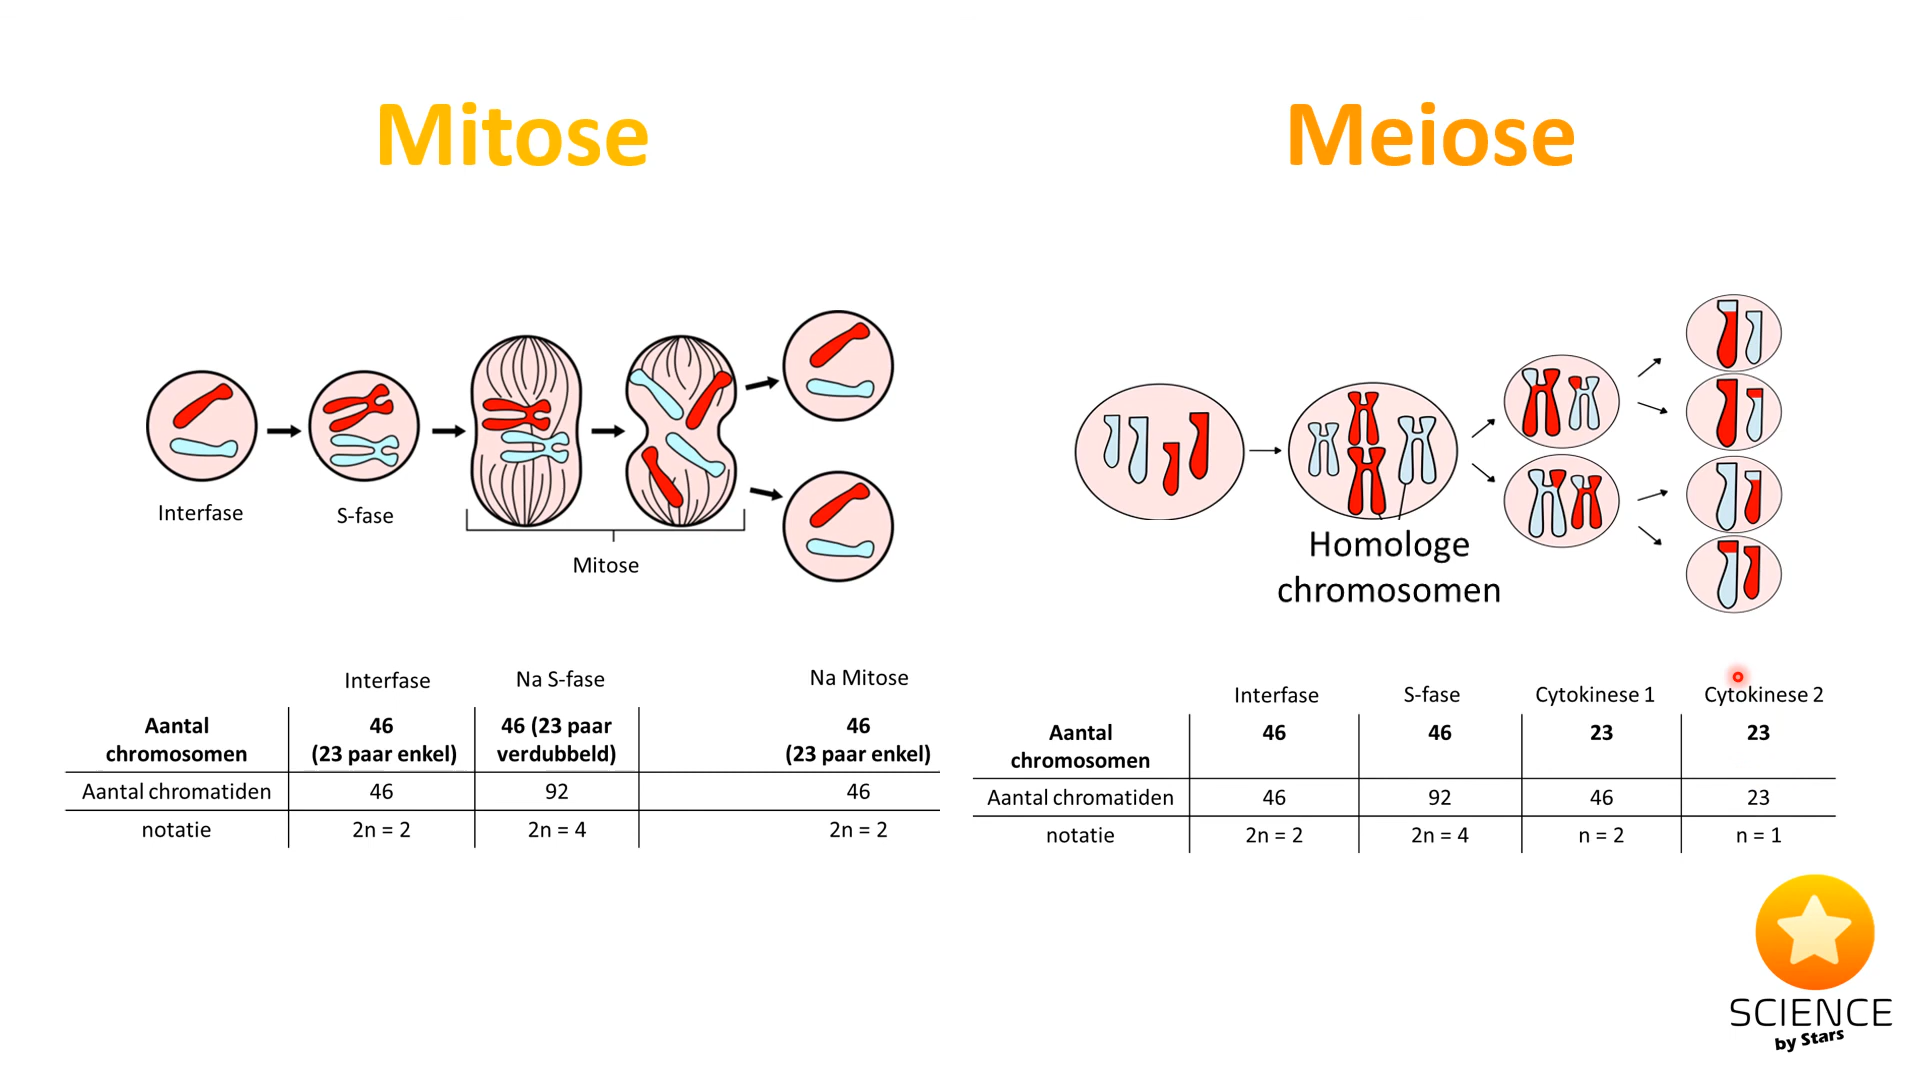 Mitose
Meiose
Interfase
S-fase
Mitose
Homologe
chromosomen
Interfase
Na S-fase
Na Mitose
Aantal
chromosomen
46
(23 paar enkel)
46 (23 paar
verdubbeld)
46
(23 paar enkel)
Aantal chromatiden
46
92
46
notatie
2n = 2
2n = 4
2n = 2
Interfase
S-fase
Cytokinese 1
Cytokinese 2
Aantal
chromosomen
46
46
23
23
Aantal chromatiden
46
92
46
23
notatie
2n = 2
2n = 4
n = 2
n = 1
SCIENCE
by Stars